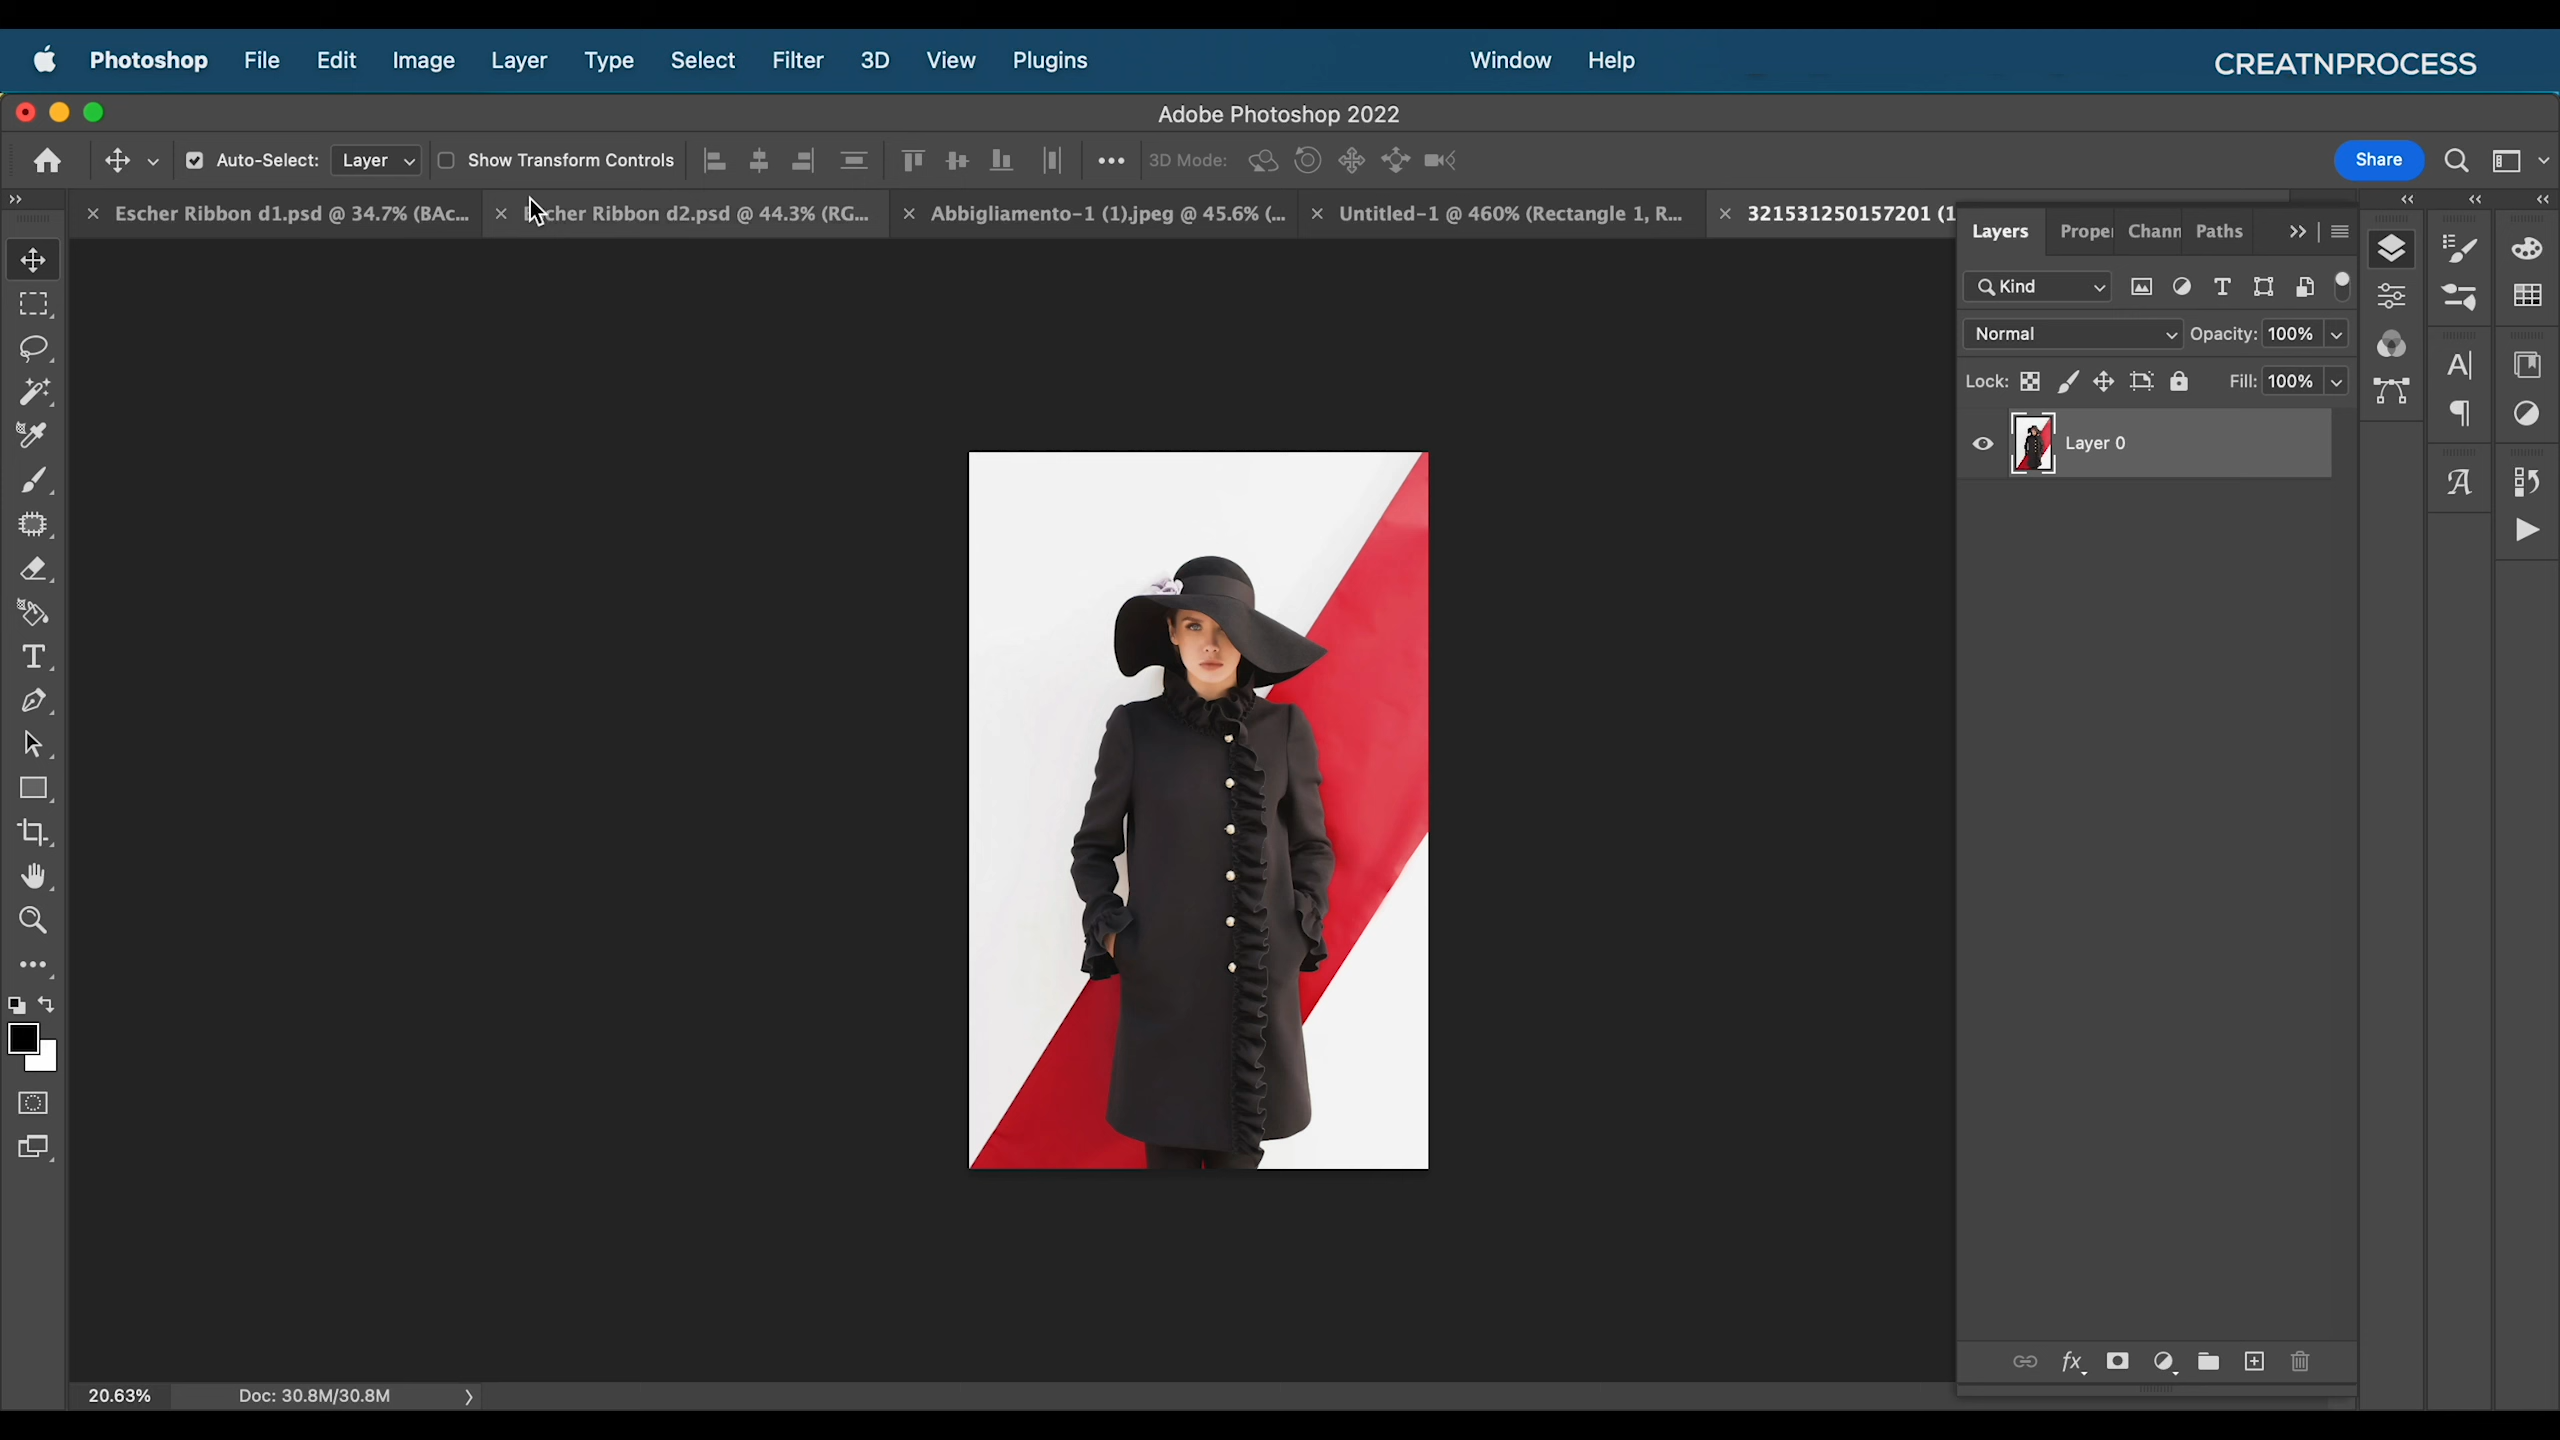 Photoshop File Edit Image Layer Type Select Filter 3D View Plugins Window Help CREATNPROCESS
Adobe Photoshop 2022
Auto-Select: Layer Show Transform Controls 3D Mode: Share
Escher Ribbon d1.psd @ 34.7% (BAc... cher Ribbon d2.psd @ 44.3% (RG... Abbigliamento-1 (1).jpeg @ 45.6% (... Untitled-1 @ 460% (Rectangle 1, R... 321531250157201 (1
Layers Proper Chann Paths
Kind
Normal Opacity: 100%
Lock: Fill: 100%
Layer 0
20.63% Doc: 30.8M/30.8M